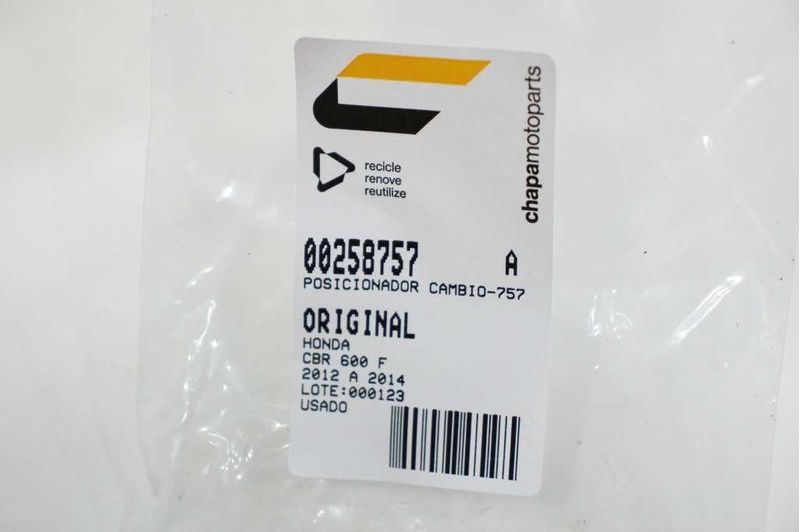 chapamotoparts
recicle
renove
reutilize
00258757 A
POSICIONADOR CAMBIO-757
ORIGINAL
HONDA
CBR 600 F
2012 A 2014
LOTE:000123
USADO